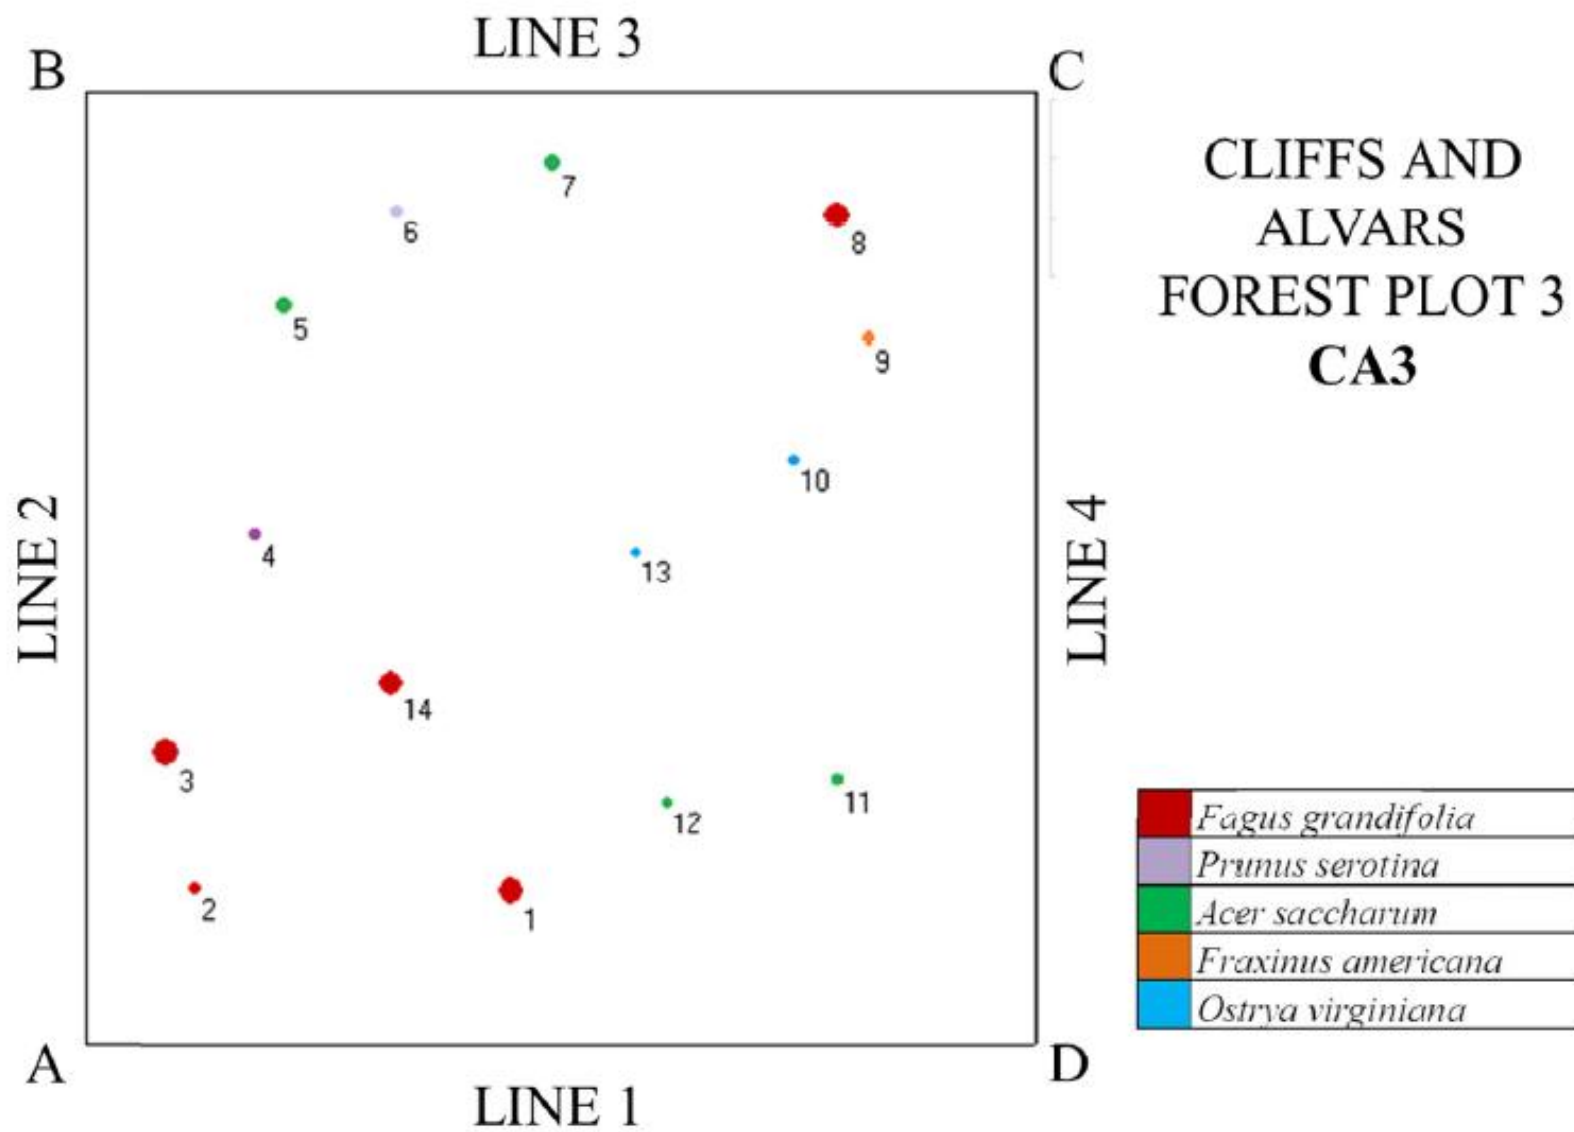 LINE 3
B
C
CLIFFS AND
ALVARS
FOREST PLOT 3
CA3
7
6
8
5
9
10
LINE 2
4
13
LINE 4
14
3
11
12
2
1
Fagus grandifolia
Prunus serotina
Acer saccharum
Fraxinus americana
Ostrya virginiana
A
D
LINE 1